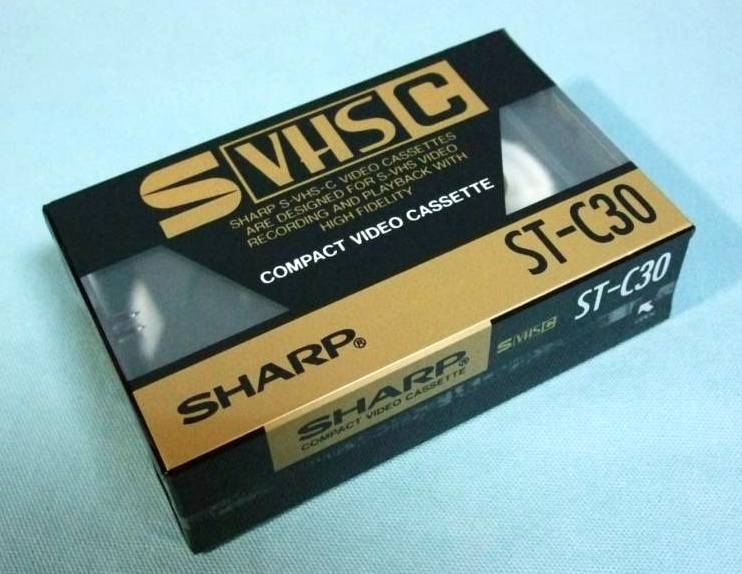 S VHS C
SHARP S-VHS-C VIDEO CASSETTES
ARE DESIGNED FOR S-VHS VIDEO
RECORDING AND PLAYBACK WITH
HIGH FIDELITY
COMPACT VIDEO CASSETTE
ST-C30
SHARP®
SHARP®
COMPACT VIDEO CASSETTE
S VHS C
ST-C30